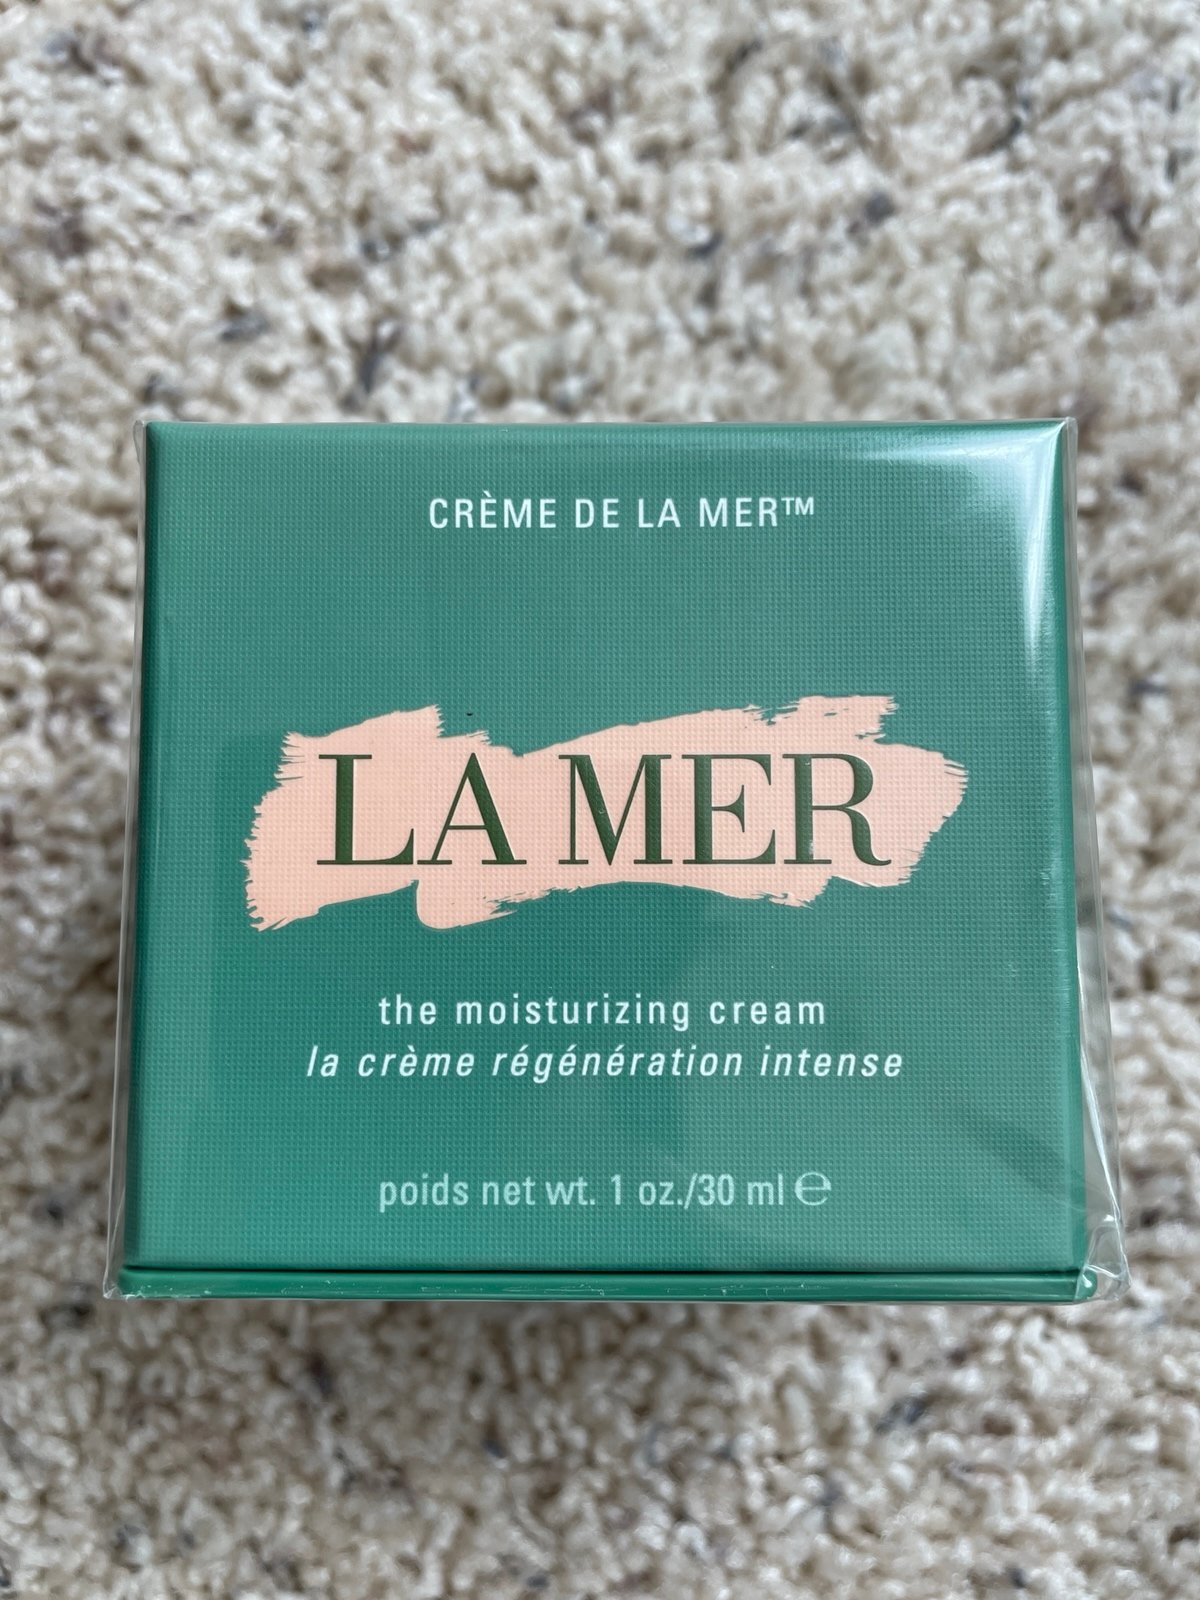 CRÈME DE LA MER™
LA MER
the moisturizing cream
la crème régénération intense
poids net wt. 1 oz./30 ml ℮